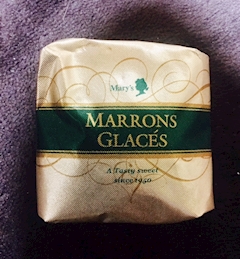 Mary's
MARRONS
GLACÉS
A Tasty sweet
since 1950